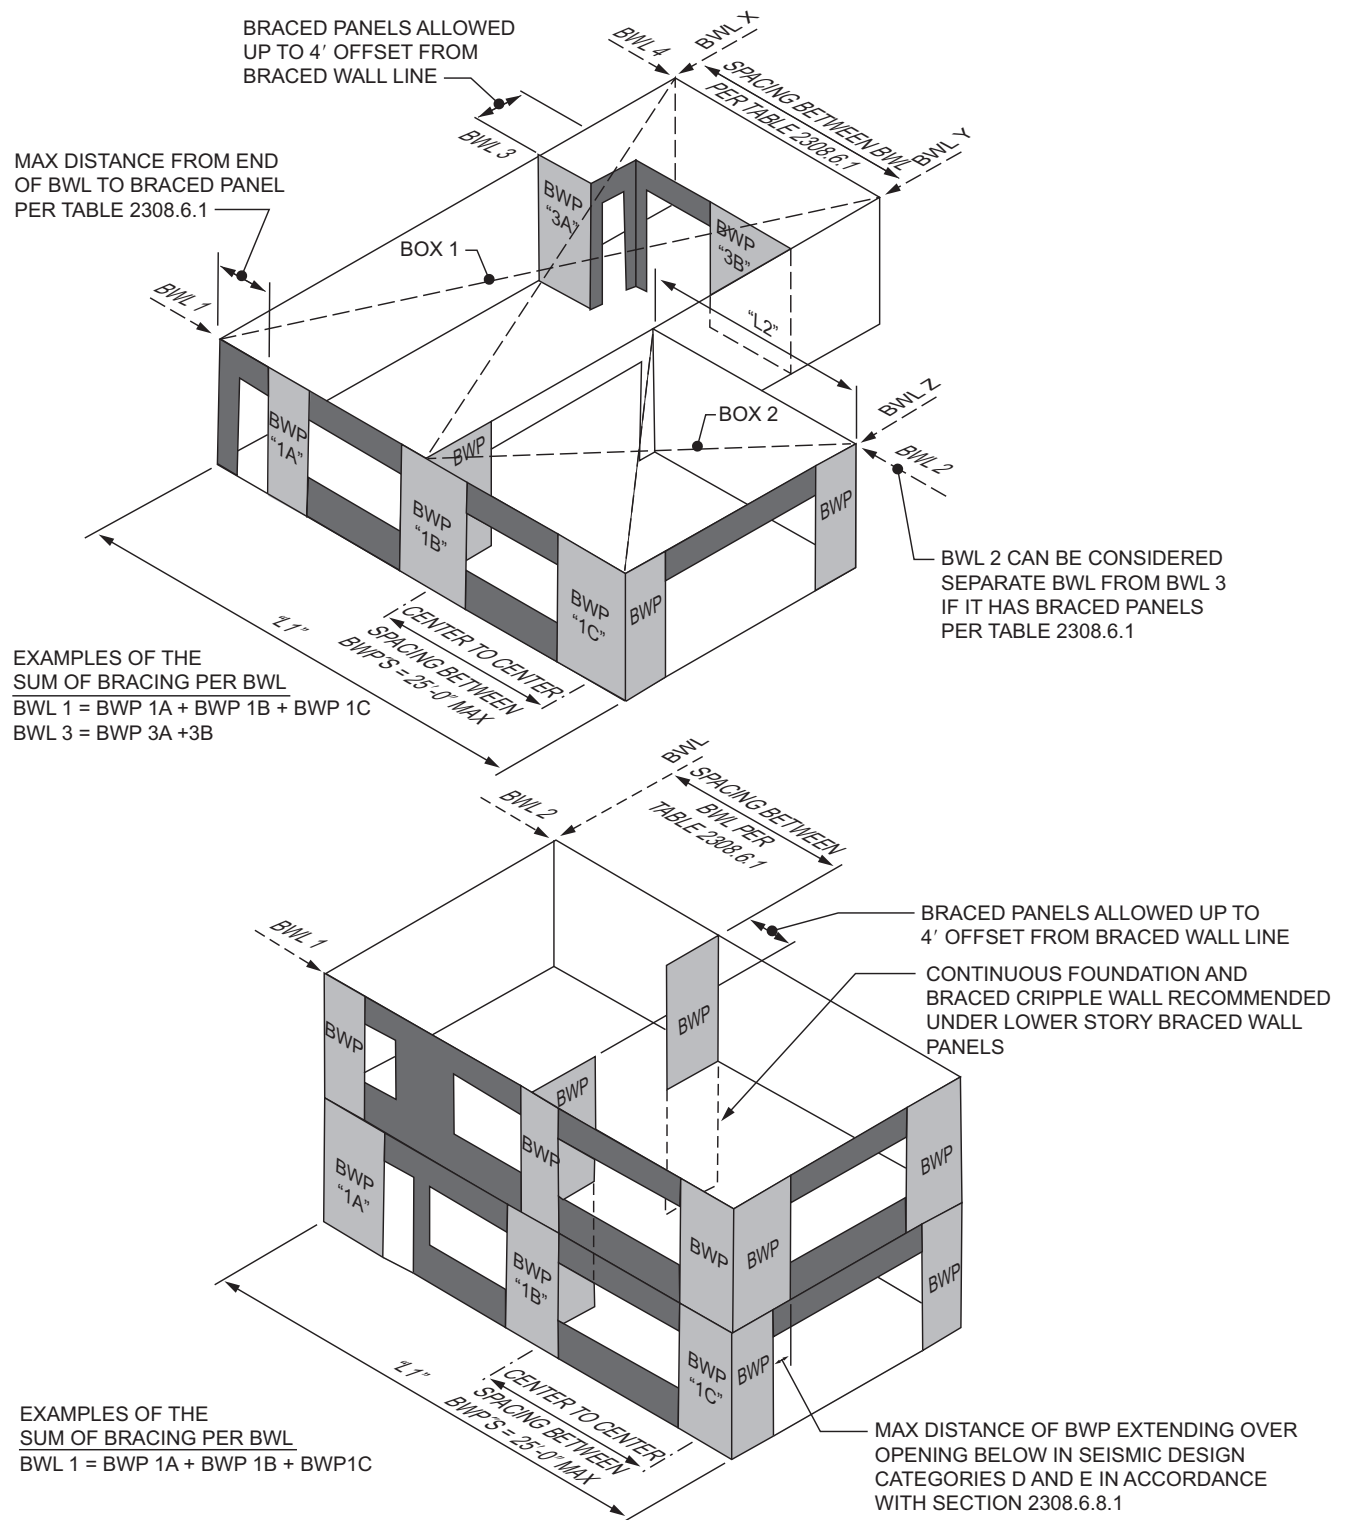 BRACED PANELS ALLOWED
UP TO 4′ OFFSET FROM
BRACED WALL LINE
BWL 4
BWL X
SPACING BETWEEN BWL
PER TABLE 2308.6.1
BWL Y
BWL 3
MAX DISTANCE FROM END
OF BWL TO BRACED PANEL
PER TABLE 2308.6.1
BWP
“3A”
BWP
“3B”
BOX 1
BWL 1
“L2”
BWL Z
BOX 2
BWL 2
BWP
“1A”
BWP
BWP
“1B”
BWP
BWP
“1C”
BWP
BWL 2 CAN BE CONSIDERED
SEPARATE BWL FROM BWL 3
IF IT HAS BRACED PANELS
PER TABLE 2308.6.1
“L1”
CENTER TO CENTER
SPACING BETWEEN
BWP’S = 25′-0″ MAX
EXAMPLES OF THE
SUM OF BRACING PER BWL
BWL 1 = BWP 1A + BWP 1B + BWP 1C
BWL 3 = BWP 3A +3B
BWL
BWL 2
SPACING BETWEEN
BWL PER
TABLE 2308.6.1
BWL 1
BRACED PANELS ALLOWED UP TO
4′ OFFSET FROM BRACED WALL LINE
CONTINUOUS FOUNDATION AND
BRACED CRIPPLE WALL RECOMMENDED
UNDER LOWER STORY BRACED WALL
PANELS
BWP
BWP
BWP
BWP
BWP
BWP
BWP
BWP
“1A”
BWP
“1B”
BWP
“1C”
BWP
BWP
“L1”
CENTER TO CENTER
SPACING BETWEEN
BWP’S = 25′-0″ MAX
EXAMPLES OF THE
SUM OF BRACING PER BWL
BWL 1 = BWP 1A + BWP 1B + BWP1C
MAX DISTANCE OF BWP EXTENDING OVER
OPENING BELOW IN SEISMIC DESIGN
CATEGORIES D AND E IN ACCORDANCE
WITH SECTION 2308.6.8.1